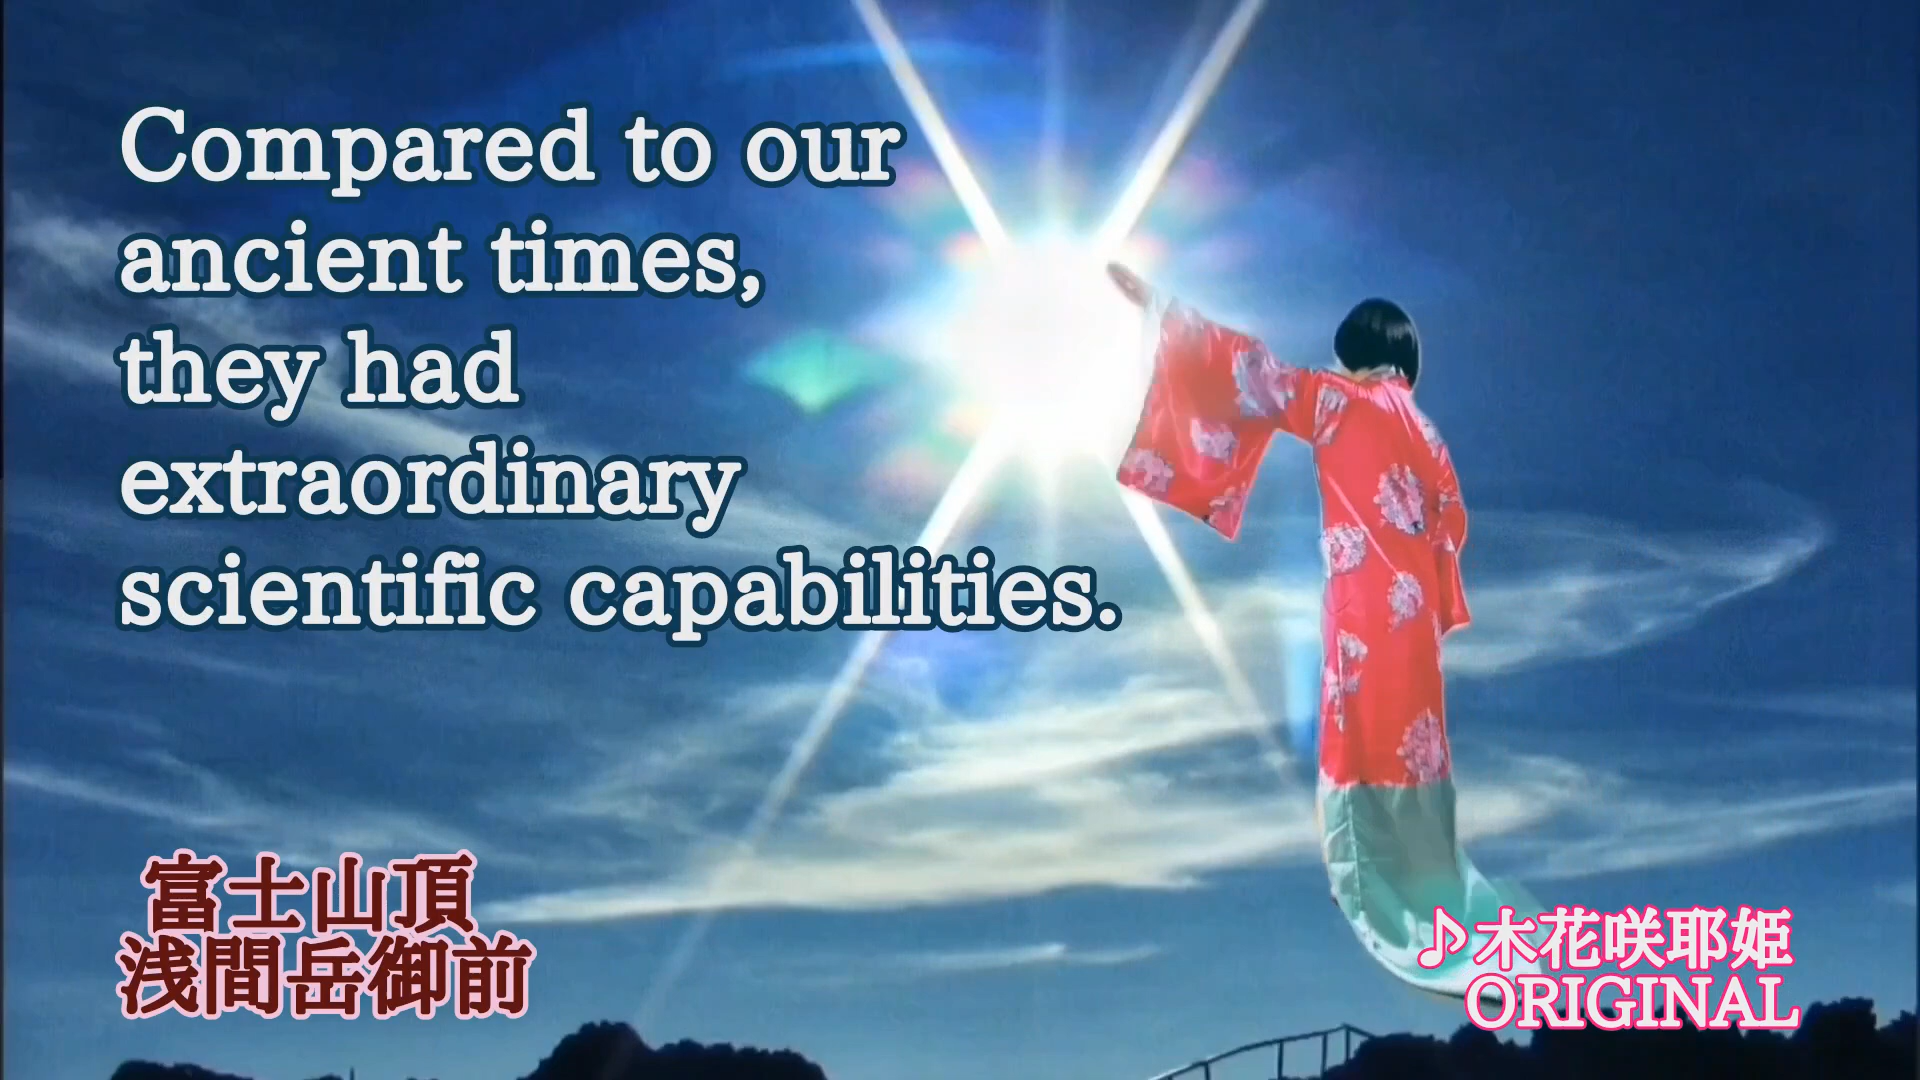 Compared to our
ancient times,
they had
extraordinary
scientific capabilities.
富士山頂
浅間岳御前
♪木花咲耶姫
ORIGINAL